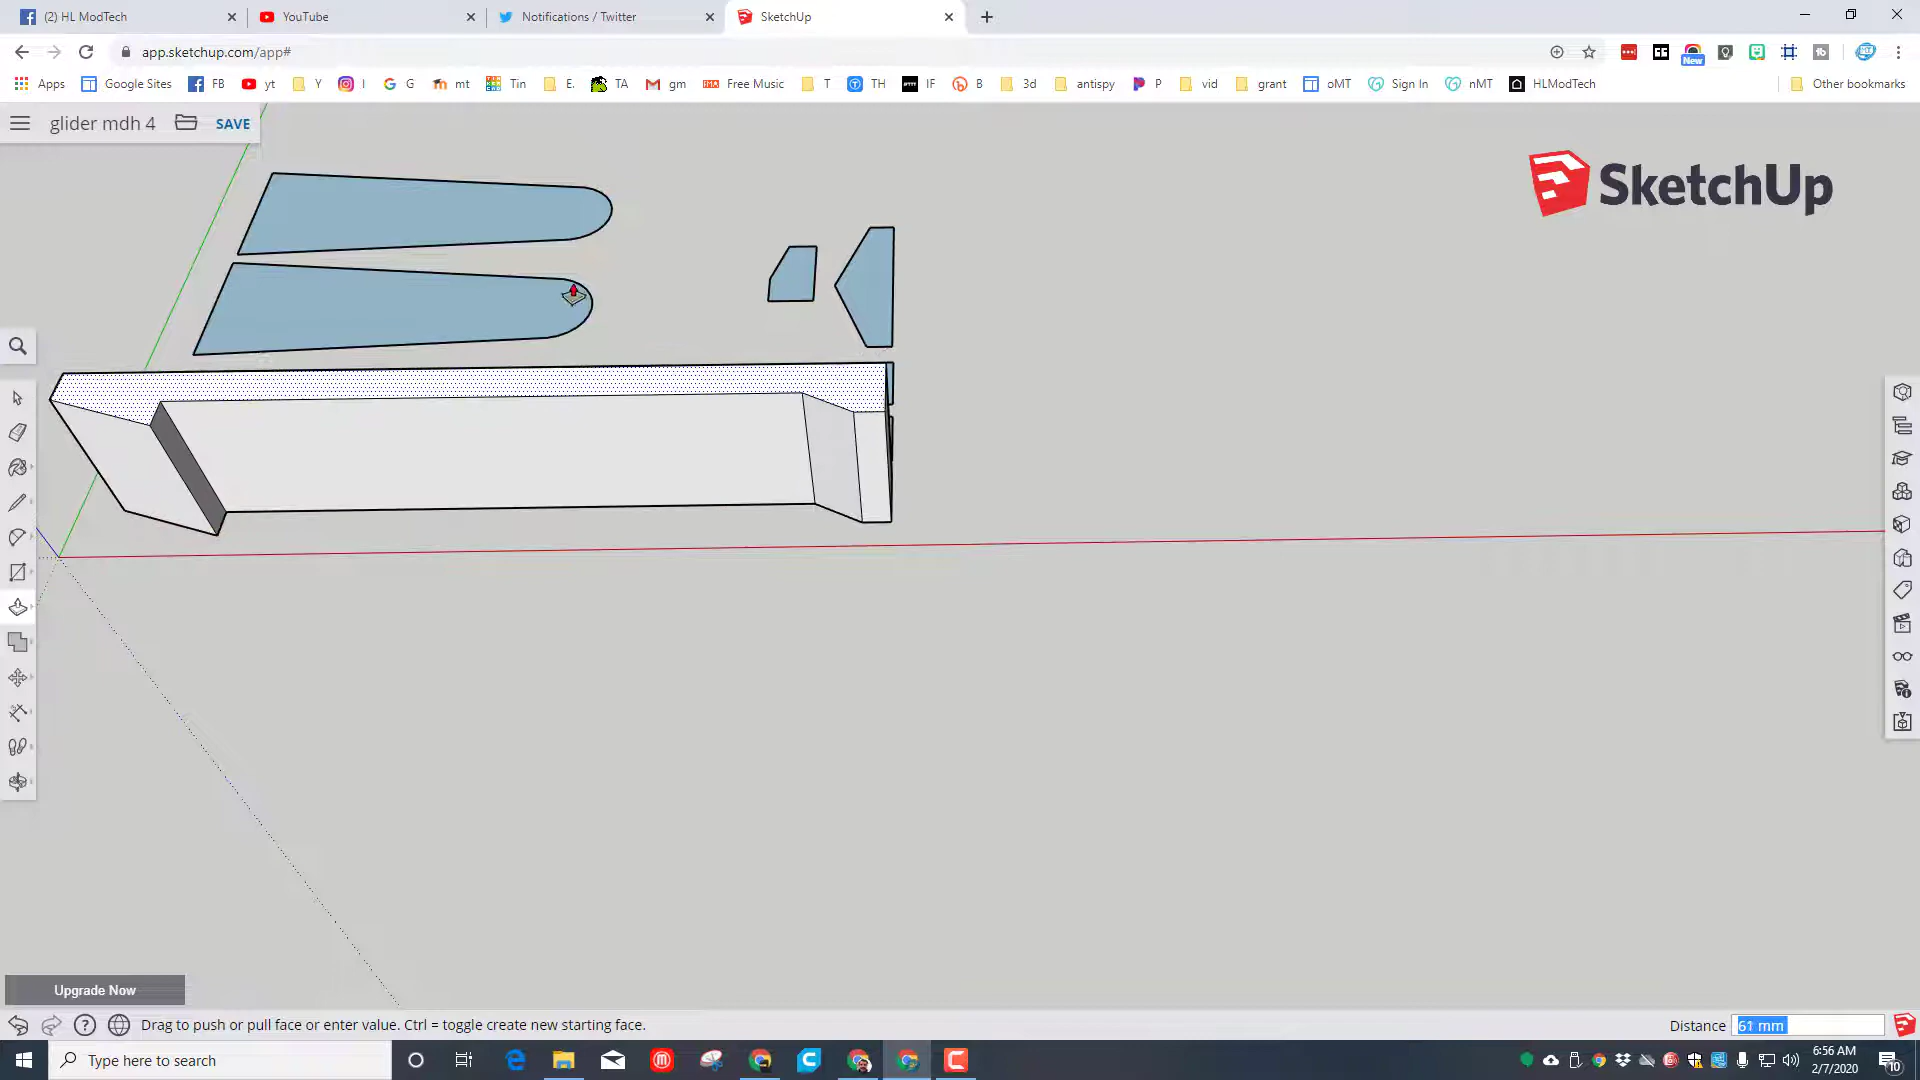 (2) HL ModTech
YouTube
Notifications / Twitter
SketchUp
app.sketchup.com/app#
New
Apps
Google Sites
FB
yt
Y
I
G
mt
Tin
E.
TA
gm
Free Music
T
TH
IF
B
3d
antispy
P
vid
grant
oMT
Sign In
nMT
HLModTech
Other bookmarks
glider mdh 4
SAVE
SketchUp
Upgrade Now
Drag to push or pull face or enter value. Ctrl = toggle create new starting face.
Distance
61 mm
Type here to search
6:56 AM
2/7/2020
10